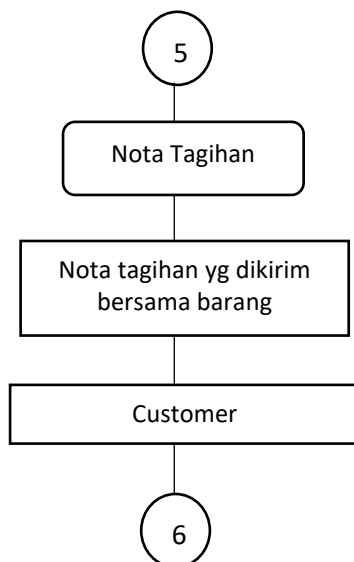 5
Nota Tagihan
Nota tagihan yg dikirim
bersama barang
Customer
6